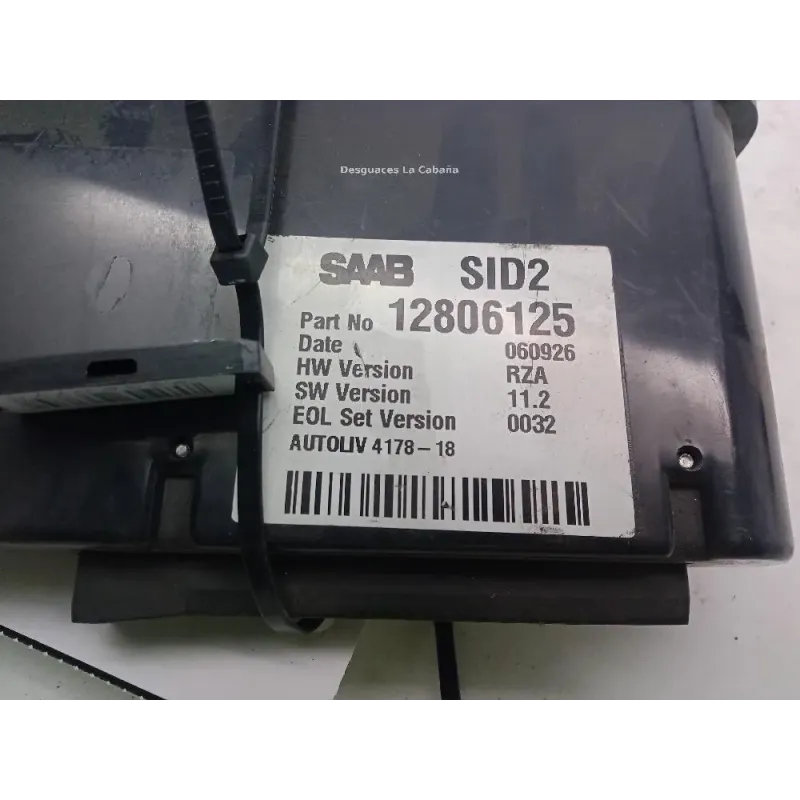 Desguaces La Cabaña
SAAB SID2
Part No 12806125
Date 060926
HW Version RZA
SW Version 11.2
EOL Set Version 0032
AUTOLIV 4178-18